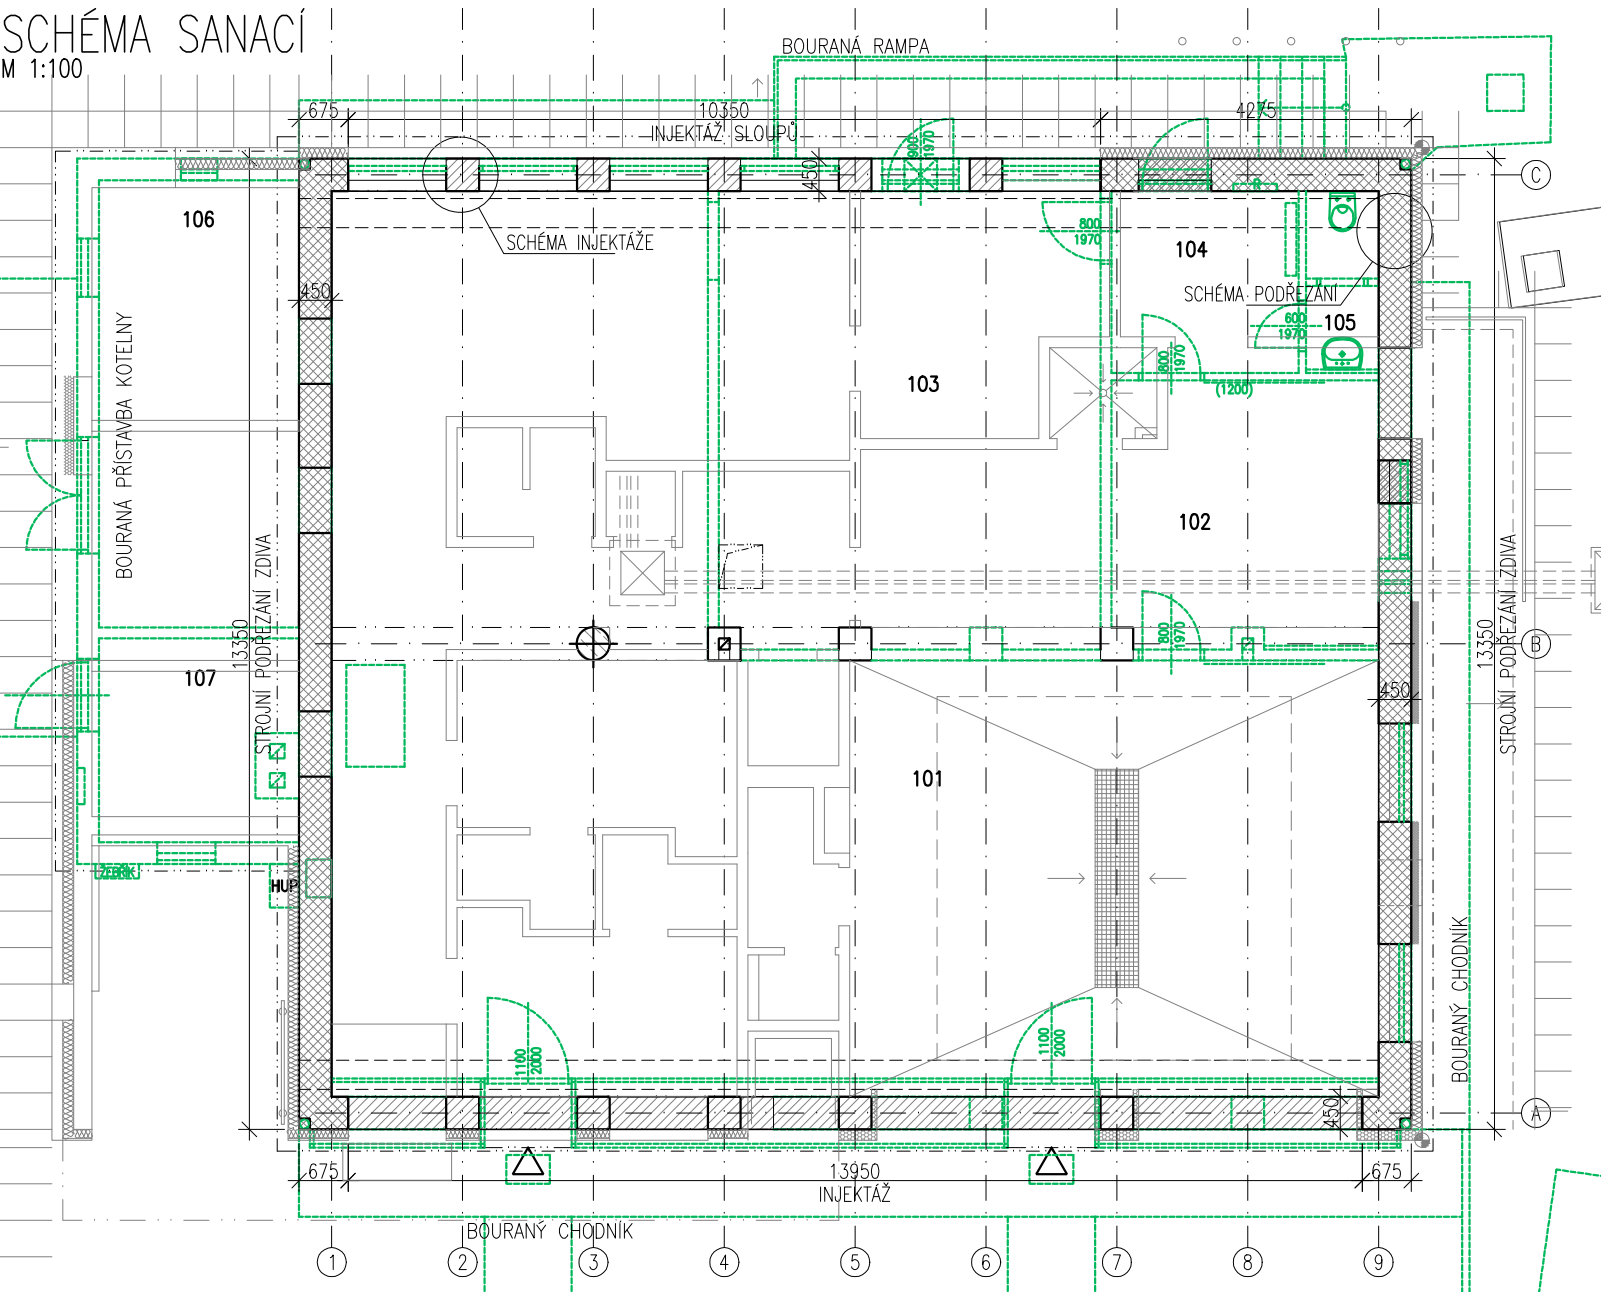 SCHÉMA SANACÍ
M 1:100
BOURANÁ RAMPA
675
10350
4275
INJEKTÁŽ SLOUPŮ
900
1970
450
C
106
SCHÉMA INJEKTÁŽE
800
1970
104
SCHÉMA PODŘEZÁNÍ
450
600
1970
105
BOURANÁ PŘÍSTAVBA KOTELNY
103
800
1970
(1200)
102
STROJNÍ PODŘEZÁNÍ ZDIVA
13350
STROJNÍ PODŘEZÁNÍ ZDIVA
13350
800
1970
B
107
450
101
ŽEBŘÍK
HUP
BOURANÝ CHODNÍK
1100
2000
1100
2000
450
A
675
13950
675
INJEKTÁŽ
BOURANÝ CHODNÍK
1
2
3
4
5
6
7
8
9